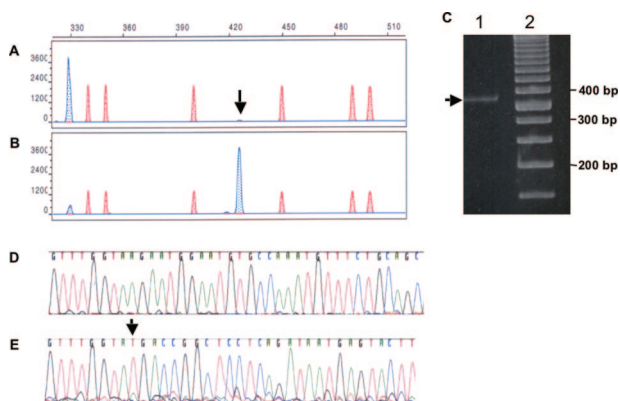 330 360 390 420 450 480 510
A
3600
2400
1200
0
B
3600
2400
1200
0
C
1 2
400 bp
300 bp
200 bp
D
G T T T G G T A A G A A T G G A A T G T G C C A A A T G T T T C T G C A G C
E
G T T T G G T A T G A C C G G C T C C T C A G A T A A T G A G T A C T T